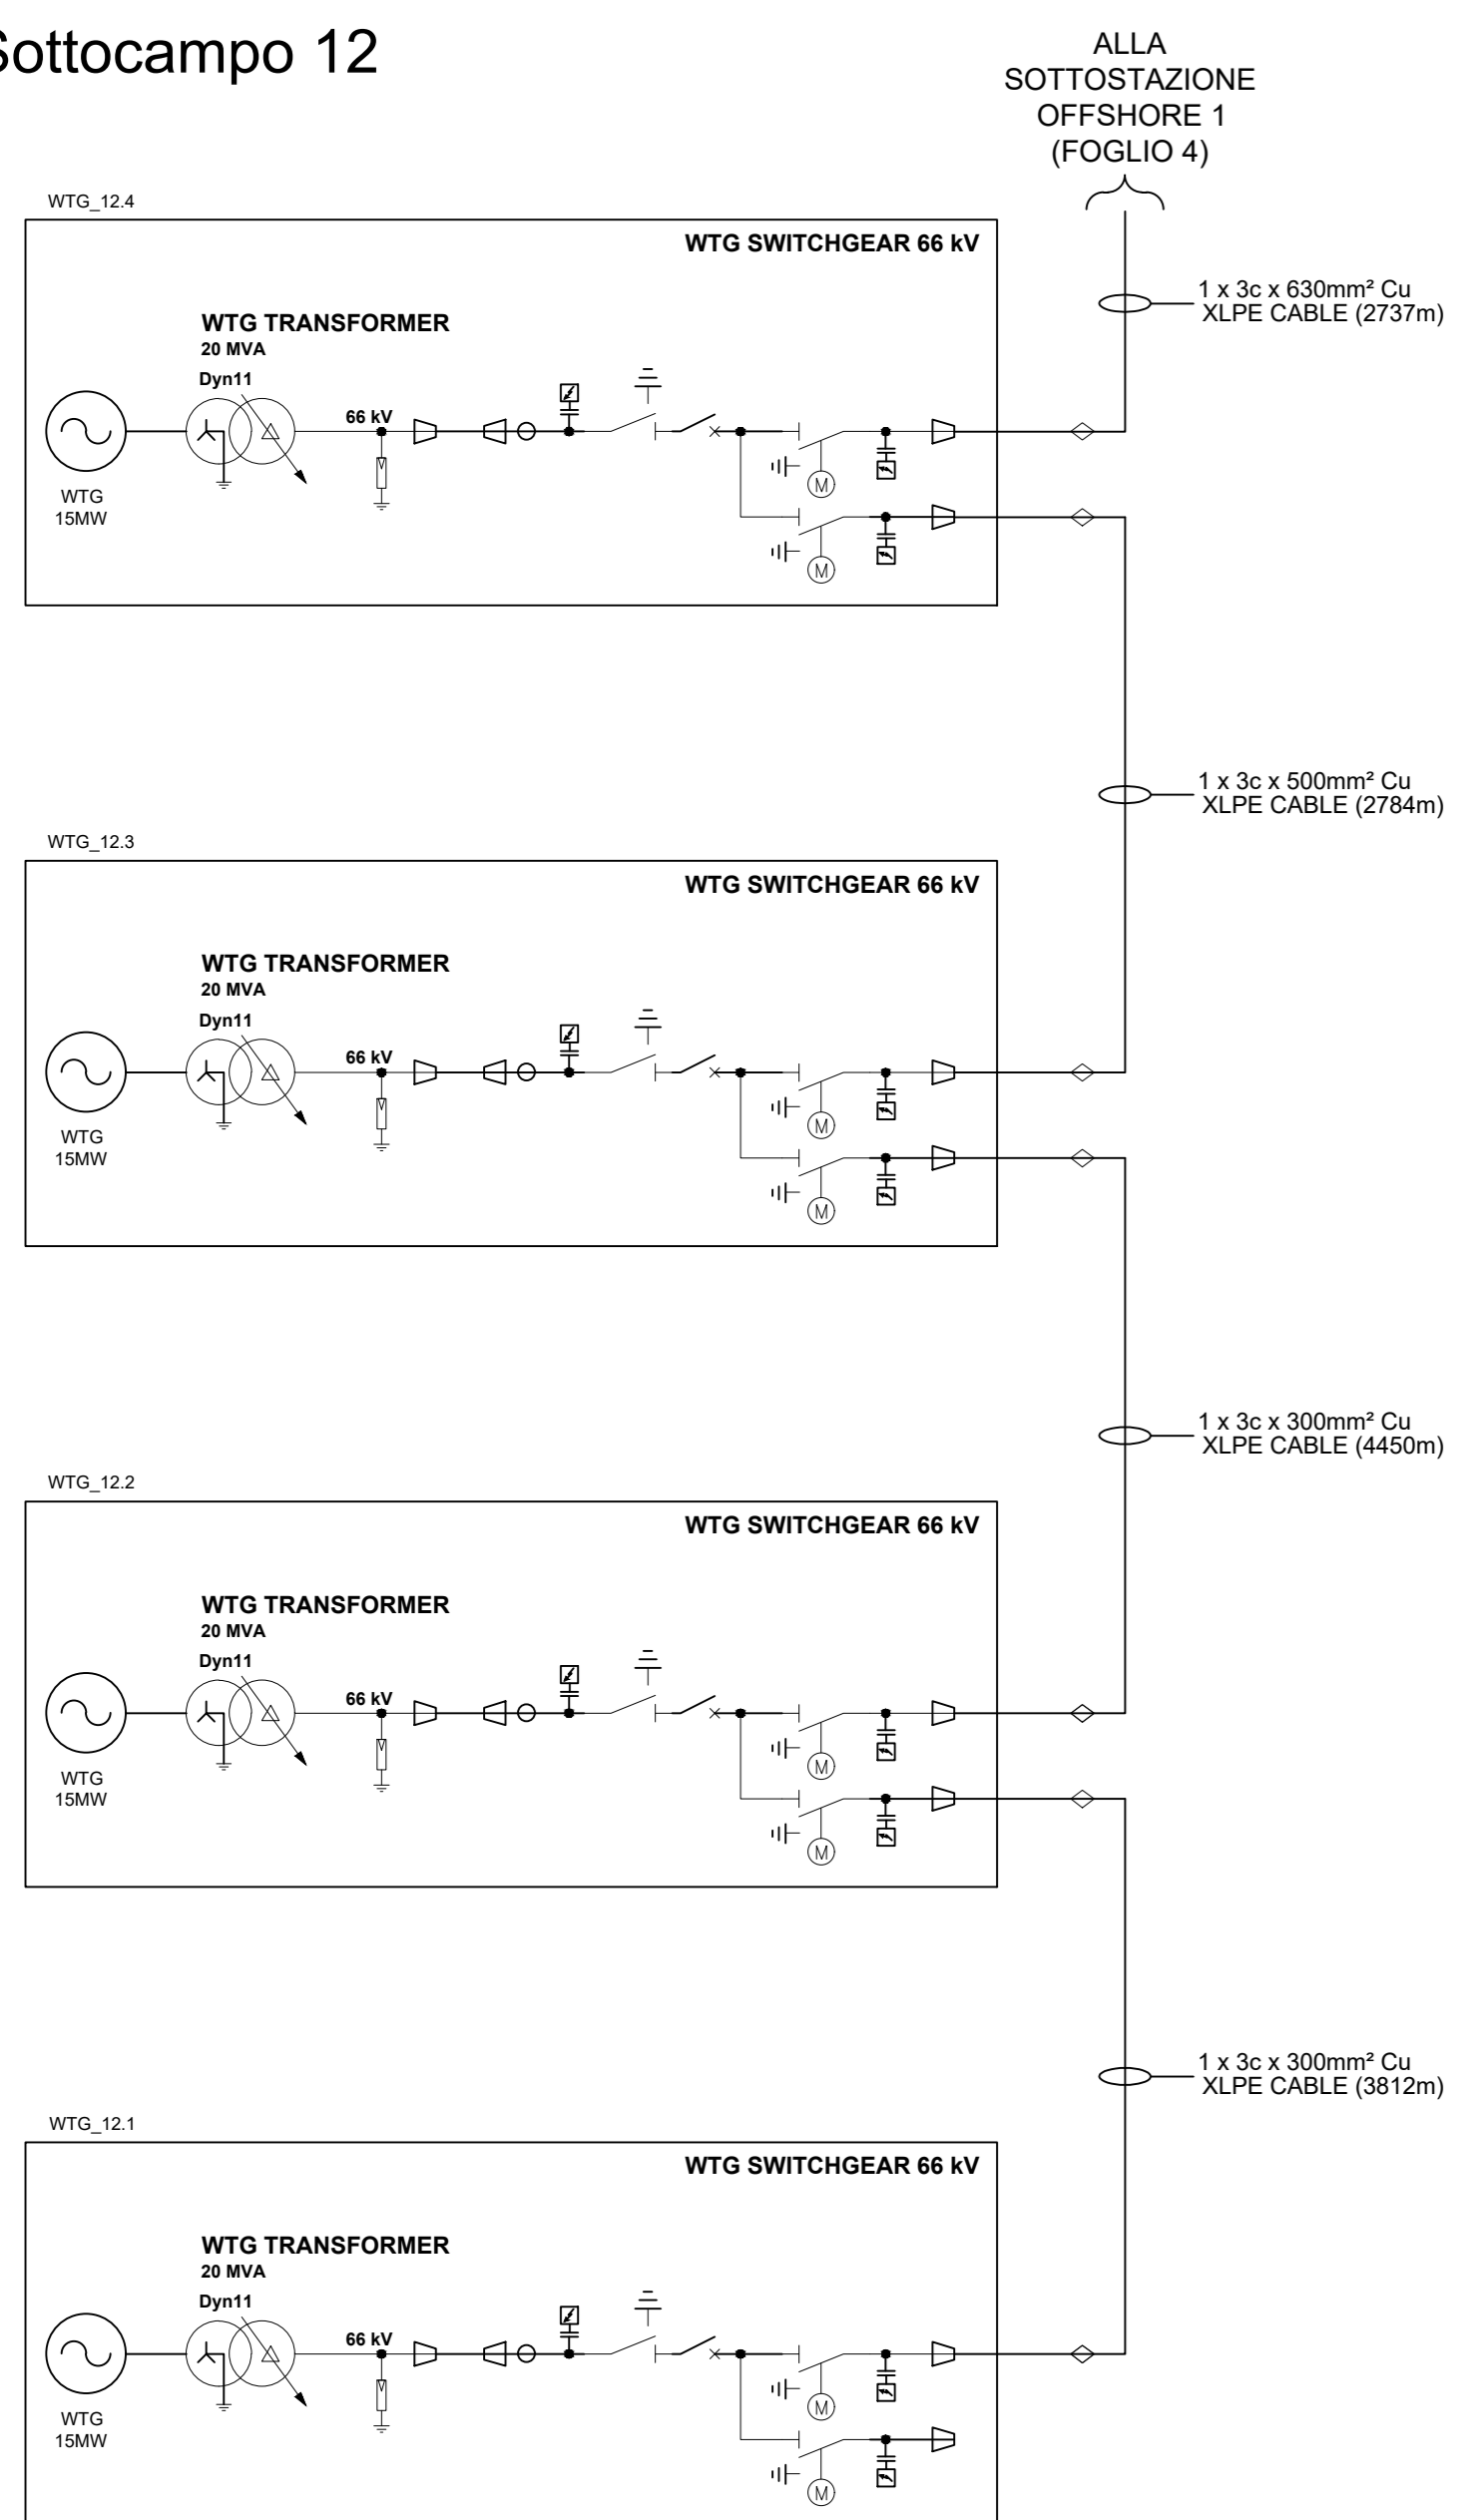 Sottocampo 12
ALLA
SOTTOSTAZIONE
OFFSHORE 1
(FOGLIO 4)
WTG_12.4
WTG SWITCHGEAR 66 kV
1 x 3c x 630mm² Cu
XLPE CABLE (2737m)
WTG TRANSFORMER
20 MVA
Dyn11
66 kV
WTG
15MW
M
M
1 x 3c x 500mm² Cu
XLPE CABLE (2784m)
WTG_12.3
WTG SWITCHGEAR 66 kV
WTG TRANSFORMER
20 MVA
Dyn11
66 kV
WTG
15MW
M
M
1 x 3c x 300mm² Cu
XLPE CABLE (4450m)
WTG_12.2
WTG SWITCHGEAR 66 kV
WTG TRANSFORMER
20 MVA
Dyn11
66 kV
WTG
15MW
M
M
1 x 3c x 300mm² Cu
XLPE CABLE (3812m)
WTG_12.1
WTG SWITCHGEAR 66 kV
WTG TRANSFORMER
20 MVA
Dyn11
66 kV
WTG
15MW
M
M